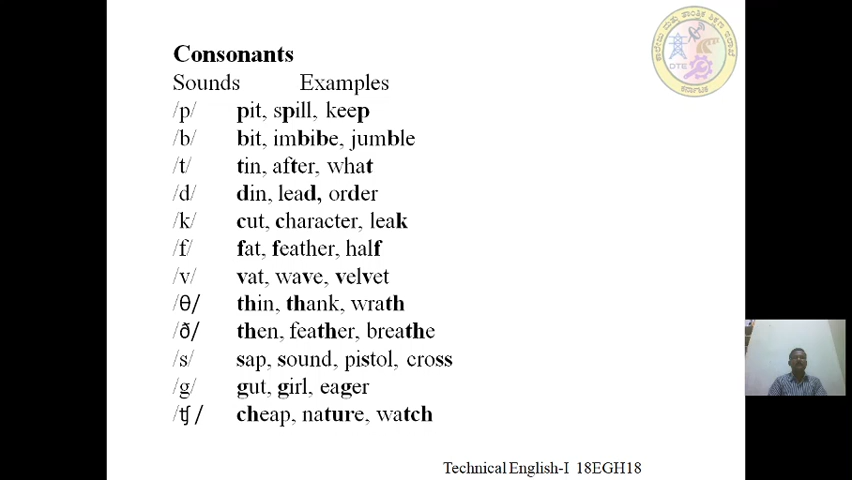 Consonants
Sounds Examples
/p/ pit, spill, keep
/b/ bit, imbibe, jumble
/t/ tin, after, what
/d/ din, lead, order
/k/ cut, character, leak
/f/ fat, feather, half
/v/ vat, wave, velvet
/θ/ thin, thank, wrath
/ð/ then, feather, breathe
/s/ sap, sound, pistol, cross
/g/ gut, girl, eager
/ʧ/ cheap, nature, watch
Technical English-I 18EGH18
DTE